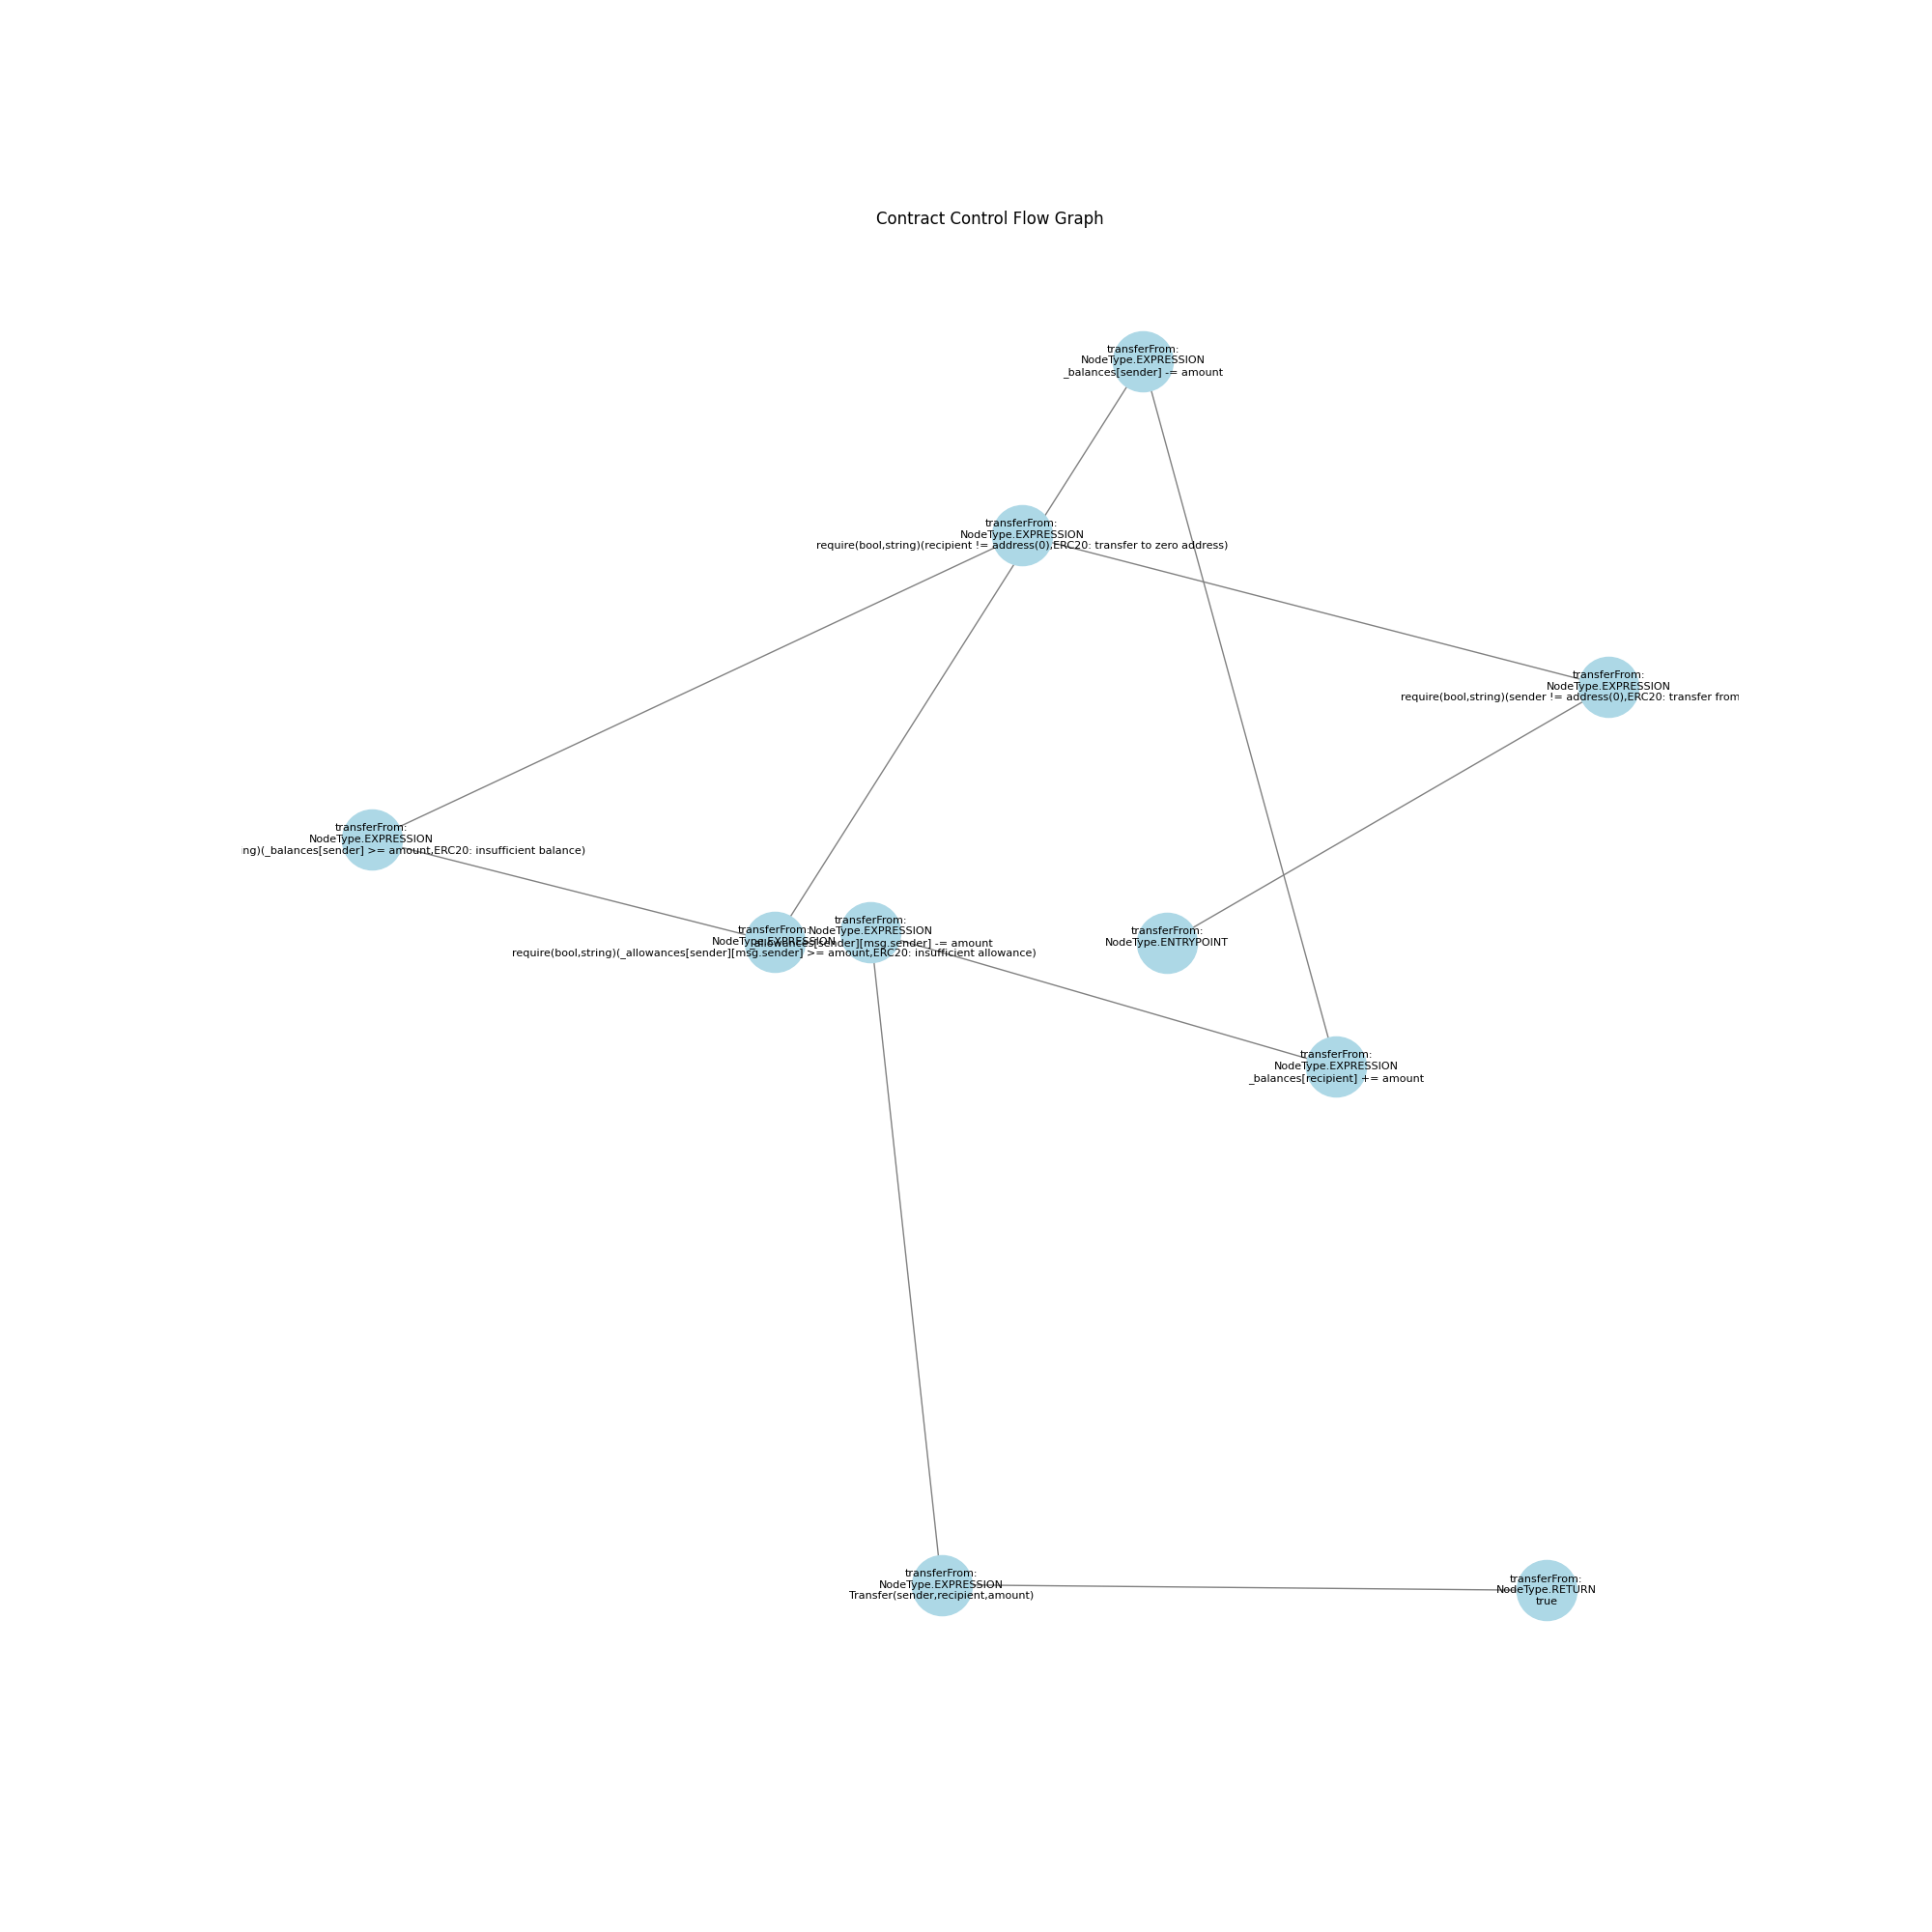 Contract Control Flow Graph
transferFrom:
NodeType.EXPRESSION
_balances[sender] -= amount
transferFrom:
NodeType.EXPRESSION
require(bool,string)(recipient != address(0),ERC20: transfer to zero address)
transferFrom:
NodeType.EXPRESSION
require(bool,string)(sender != address(0),ERC20: transfer from
transferFrom:
NodeType.EXPRESSION
ng)(_balances[sender] >= amount,ERC20: insufficient balance)
transferFrom:
NodeType.EXPRESSION
require(bool,string)(_allowances[sender][msg.sender] >= amount,ERC20: insufficient allowance)
transferFrom:
NodeType.EXPRESSION
_allowances[sender][msg.sender] -= amount
transferFrom:
NodeType.ENTRYPOINT
transferFrom:
NodeType.EXPRESSION
_balances[recipient] += amount
transferFrom:
NodeType.EXPRESSION
Transfer(sender,recipient,amount)
transferFrom:
NodeType.RETURN
true